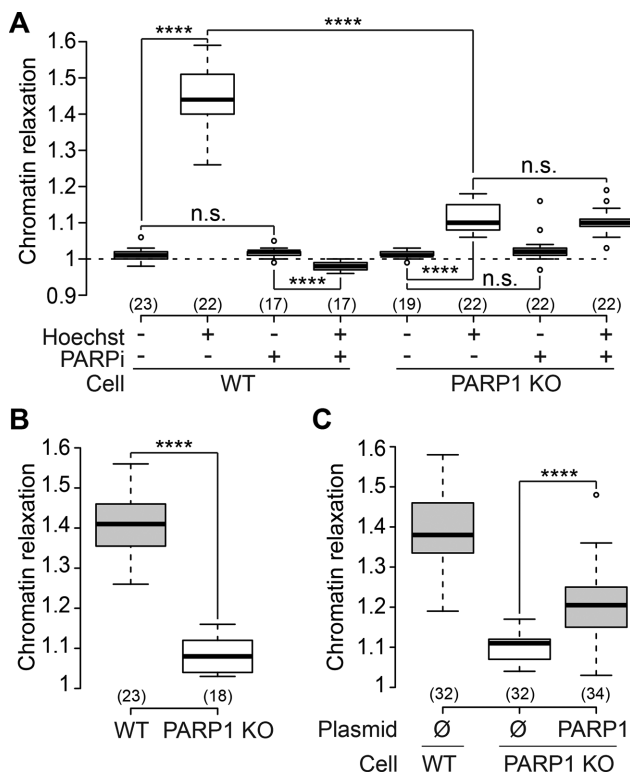 A
Chromatin relaxation
1.6
1.5
1.4
1.3
1.2
1.1
1
0.9
**** ****
n.s. n.s.
**** **** n.s.
(23) (22) (17) (17) (19) (22) (22) (22)
Hoechst - + - + - + - +
PARPi - - + + - - + +
Cell WT PARP1 KO
B
Chromatin relaxation
1.6
1.5
1.4
1.3
1.2
1.1
1
****
(23) (18)
WT PARP1 KO
C
Chromatin relaxation
1.6
1.5
1.4
1.3
1.2
1.1
1
****
(32) (32) (34)
Plasmid Ø Ø PARP1
Cell WT PARP1 KO